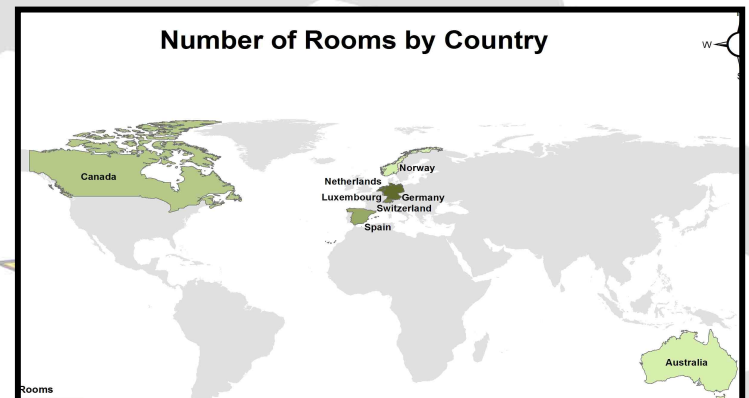 Number of Rooms by Country
W
Canada
Norway
Netherlands
Luxembourg
Germany
Switzerland
Spain
Australia
Rooms